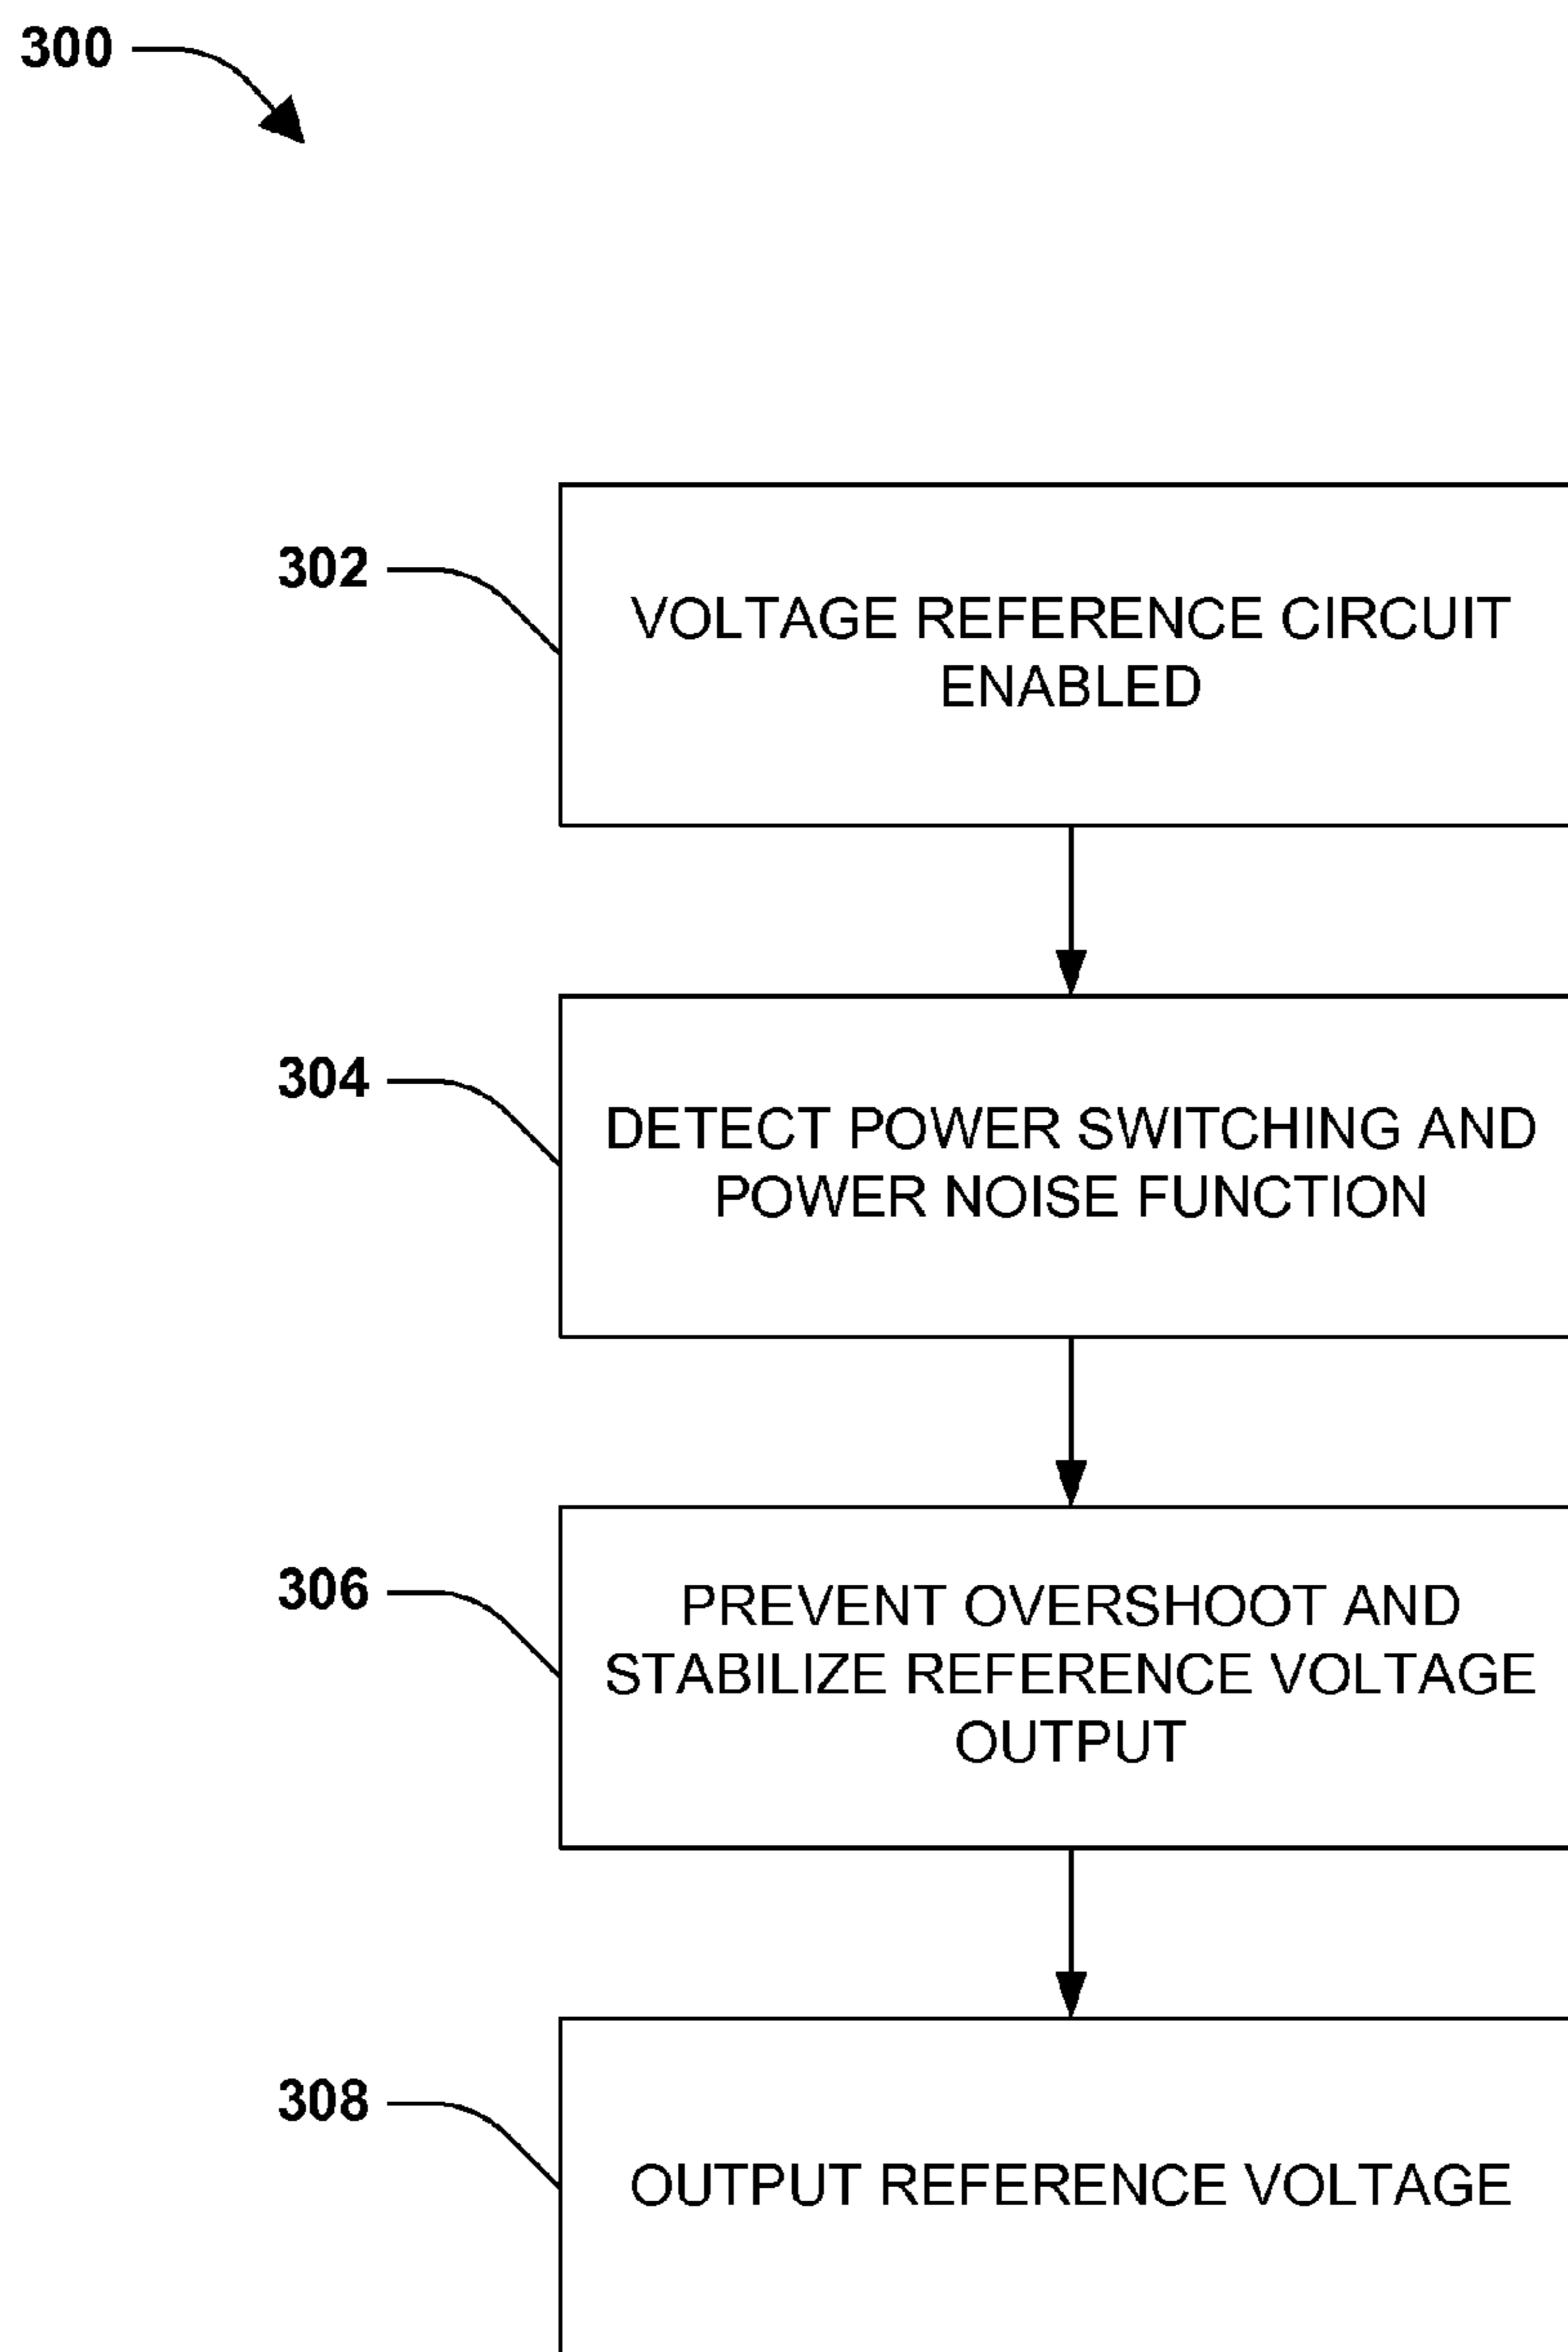 300
302
VOLTAGE REFERENCE CIRCUIT
ENABLED
304
DETECT POWER SWITCHING AND
POWER NOISE FUNCTION
306
PREVENT OVERSHOOT AND
STABILIZE REFERENCE VOLTAGE
OUTPUT
308
OUTPUT REFERENCE VOLTAGE